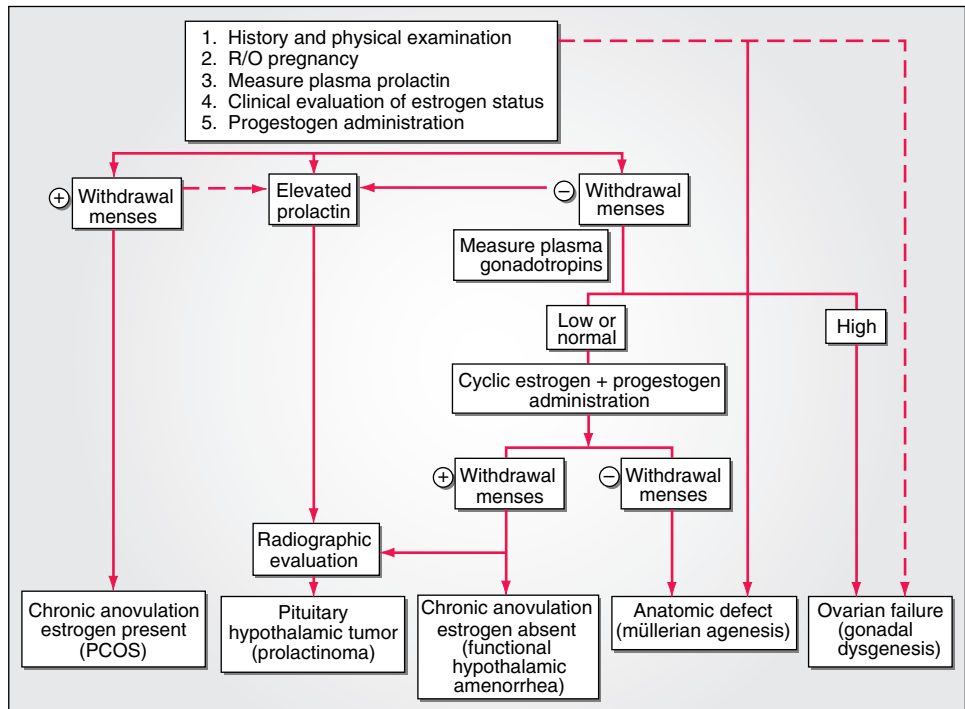 1. History and physical examination
2. R/O pregnancy
3. Measure plasma prolactin
4. Clinical evaluation of estrogen status
5. Progestogen administration
+
Withdrawal
menses
Elevated
prolactin
−
Withdrawal
menses
Measure plasma
gonadotropins
Low or
normal
High
Cyclic estrogen + progestogen
administration
+
Withdrawal
menses
−
Withdrawal
menses
Radiographic
evaluation
Chronic anovulation
estrogen present
(PCOS)
Pituitary
hypothalamic tumor
(prolactinoma)
Chronic anovulation
estrogen absent
(functional
hypothalamic
amenorrhea)
Anatomic defect
(müllerian agenesis)
Ovarian failure
(gonadal
dysgenesis)